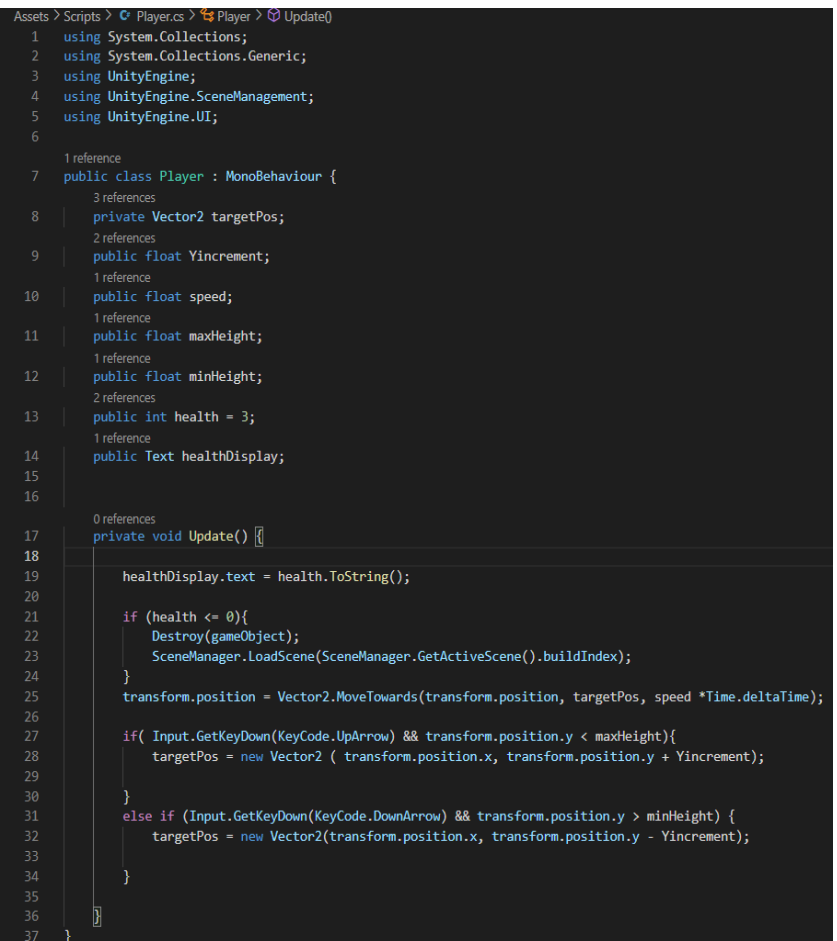 Assets > Scripts > Player.cs > Player > Update()
1 using System.Collections;
2 using System.Collections.Generic;
3 using UnityEngine;
4 using UnityEngine.SceneManagement;
5 using UnityEngine.UI;
6
1 reference
7 public class Player : MonoBehaviour {
3 references
8 private Vector2 targetPos;
2 references
9 public float Yincrement;
1 reference
10 public float speed;
1 reference
11 public float maxHeight;
1 reference
12 public float minHeight;
2 references
13 public int health = 3;
1 reference
14 public Text healthDisplay;
15
16
0 references
17 private void Update() {
18
19 healthDisplay.text = health.ToString();
20
21 if (health <= 0){
22 Destroy(gameObject);
23 SceneManager.LoadScene(SceneManager.GetActiveScene().buildIndex);
24 }
25 transform.position = Vector2.MoveTowards(transform.position, targetPos, speed *Time.deltaTime);
26
27 if( Input.GetKeyDown(KeyCode.UpArrow) && transform.position.y < maxHeight){
28 targetPos = new Vector2 ( transform.position.x, transform.position.y + Yincrement);
29
30 }
31 else if (Input.GetKeyDown(KeyCode.DownArrow) && transform.position.y > minHeight) {
32 targetPos = new Vector2(transform.position.x, transform.position.y - Yincrement);
33
34 }
35
36 }
37 }